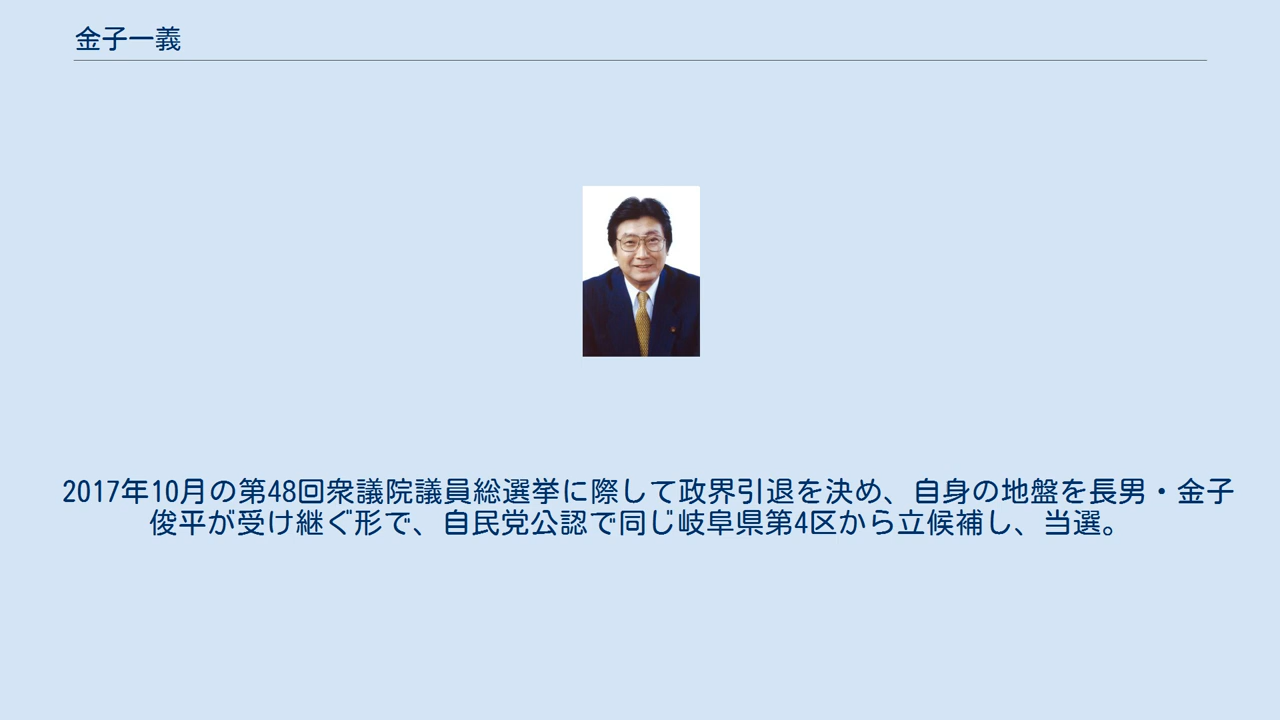 金子一義
2017年10月の第48回衆議院議員総選挙に際して政界引退を決め、自身の地盤を長男・金子
俊平が受け継ぐ形で、自民党公認で同じ岐阜県第4区から立候補し、当選。